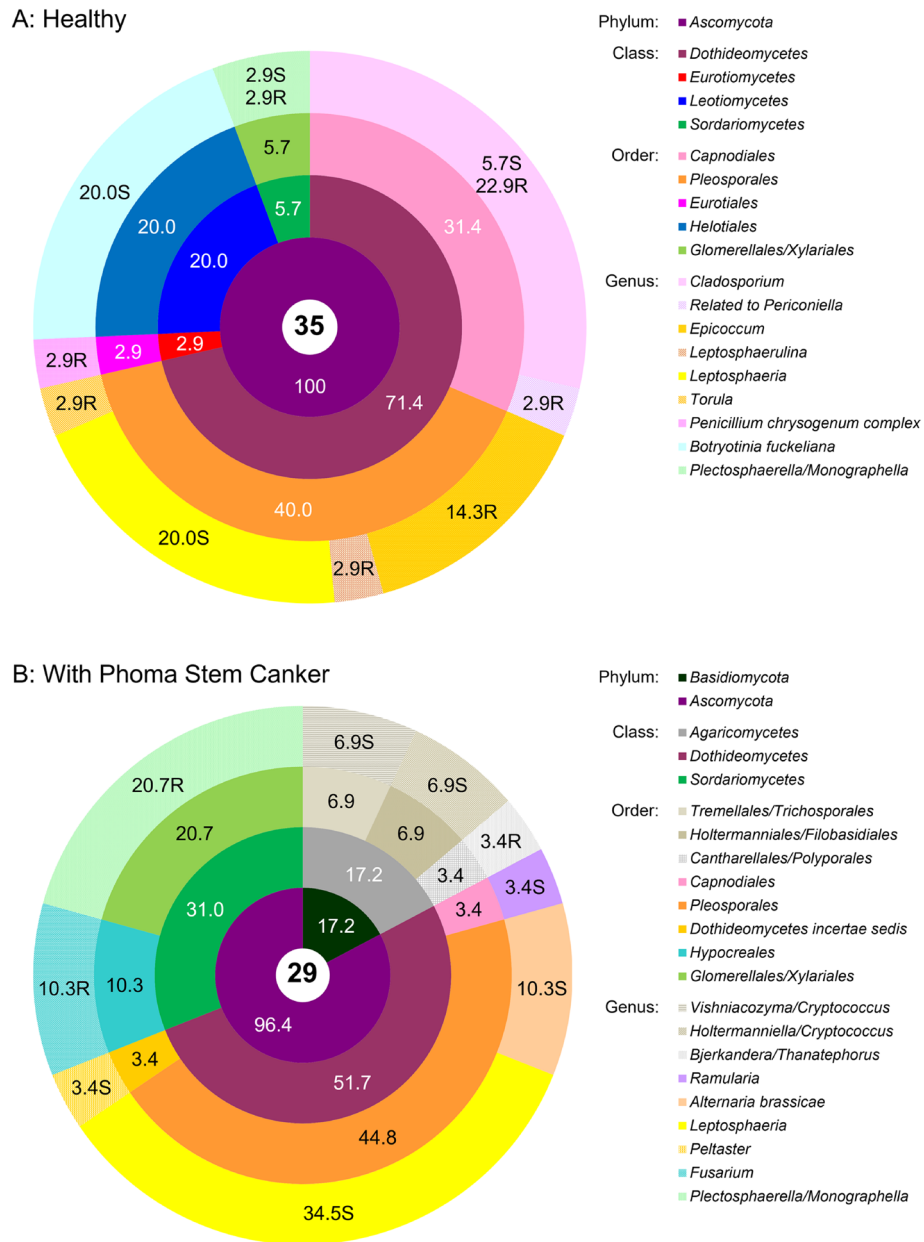 A: Healthy
2.9S
2.9R
5.7
5.7
20.0S
20.0
20.0
5.7S
22.9R
31.4
35
100
71.4
2.9
2.9
2.9R
2.9R
2.9R
40.0
14.3R
20.0S
2.9R
Phylum: Ascomycota
Class: Dothideomycetes
Eurotiomycetes
Leotiomycetes
Sordariomycetes
Order: Capnodiales
Pleosporales
Eurotiales
Helotiales
Glomerellales/Xylariales
Genus: Cladosporium
Related to Periconiella
Epicoccum
Leptosphaerulina
Leptosphaeria
Torula
Penicillium chrysogenum complex
Botryotinia fuckeliana
Plectosphaerella/Monographella
B: With Phoma Stem Canker
6.9S
6.9S
20.7R
6.9
20.7
6.9
3.4R
17.2
3.4
3.4S
31.0
17.2
3.4
29
10.3R
10.3
10.3S
96.4
3.4
3.4S
51.7
44.8
34.5S
Phylum: Basidiomycota
Ascomycota
Class: Agaricomycetes
Dothideomycetes
Sordariomycetes
Order: Tremellales/Trichosporales
Holtermanniales/Filobasidiales
Cantharellales/Polyporales
Capnodiales
Pleosporales
Dothideomycetes incertae sedis
Hypocreales
Glomerellales/Xylariales
Genus: Vishniacozyma/Cryptococcus
Holtermanniella/Cryptococcus
Bjerkandera/Thanatephorus
Ramularia
Alternaria brassicae
Leptosphaeria
Peltaster
Fusarium
Plectosphaerella/Monographella